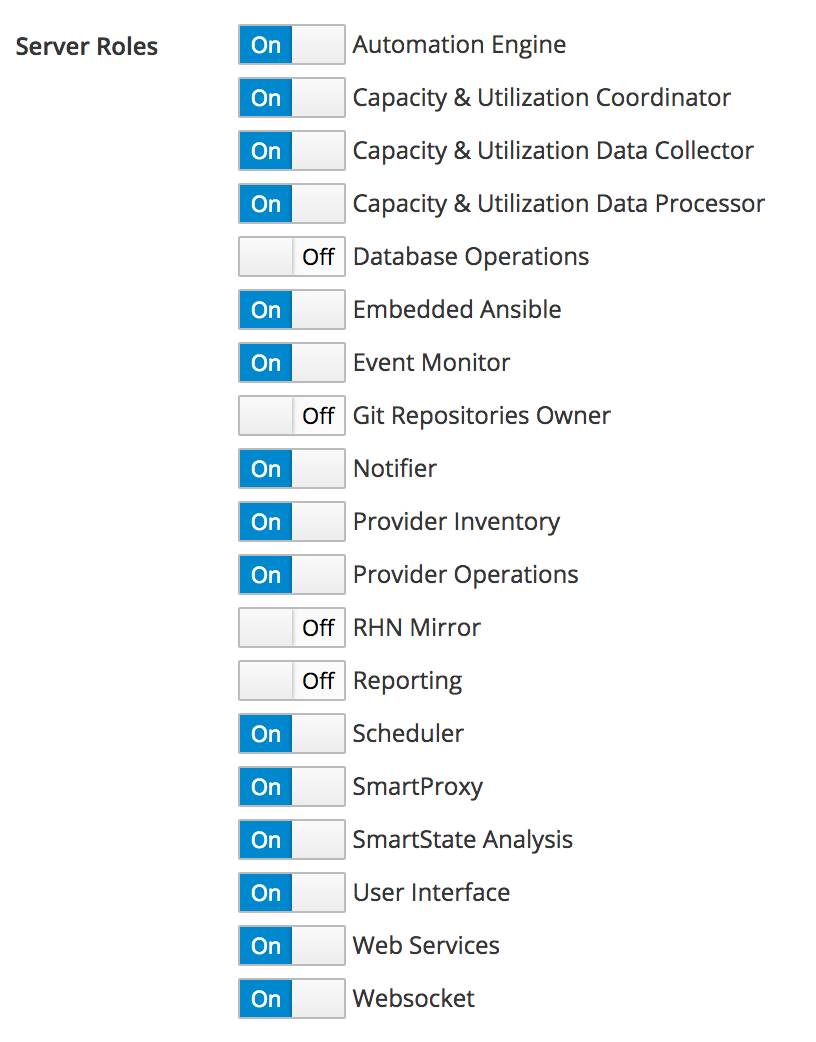 Server Roles On Automation Engine
On Capacity & Utilization Coordinator
On Capacity & Utilization Data Collector
On Capacity & Utilization Data Processor
Off Database Operations
On Embedded Ansible
On Event Monitor
Off Git Repositories Owner
On Notifier
On Provider Inventory
On Provider Operations
Off RHN Mirror
Off Reporting
On Scheduler
On SmartProxy
On SmartState Analysis
On User Interface
On Web Services
On Websocket